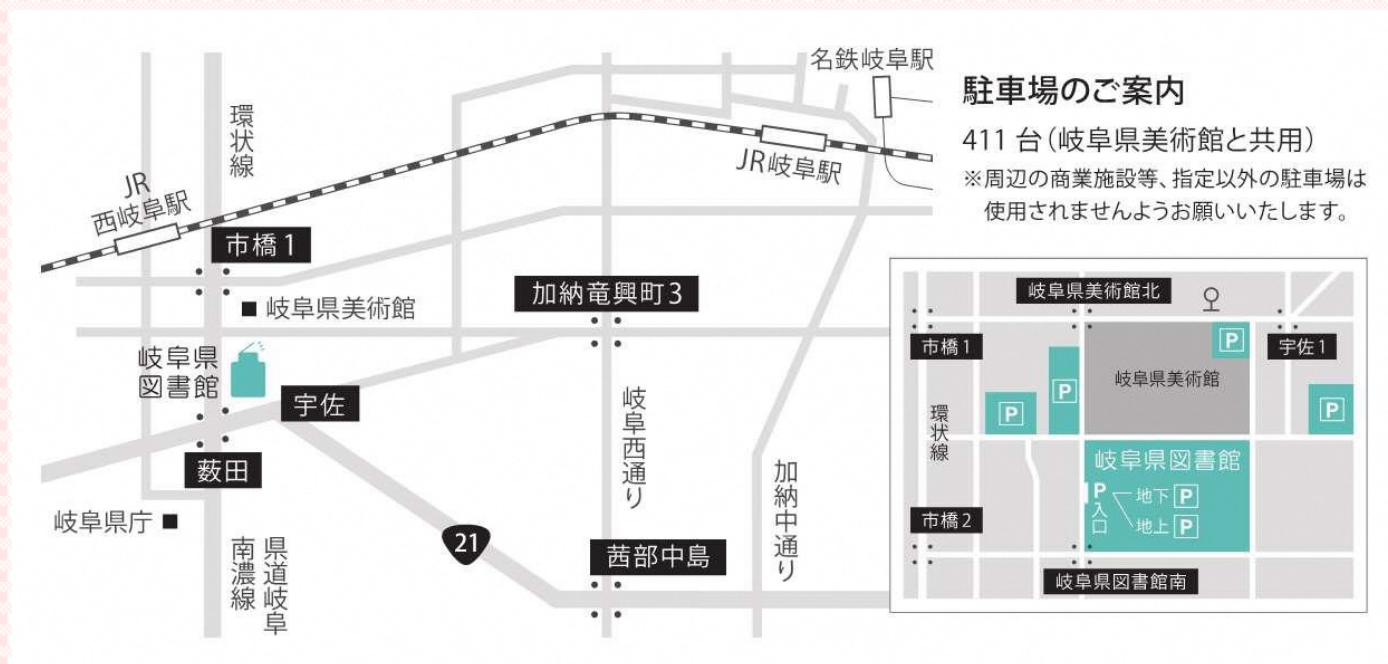 名鉄岐阜駅
環状線
JR
西岐阜駅
JR岐阜駅
市橋1
岐阜県美術館
加納竜興町3
岐阜県
図書館
宇佐
薮田
岐阜西通り
加納中通り
岐阜県庁
21
茜部中島
県道岐阜
南濃線
駐車場のご案内
411 台(岐阜県美術館と共用)
※周辺の商業施設等、指定以外の駐車場は
使用されませんようお願いいたします。
岐阜県美術館北
市橋1
P
宇佐1
岐阜県美術館
P
P
P
環状線
岐阜県図書館
P入口
地下 P
地上 P
市橋2
岐阜県図書館南